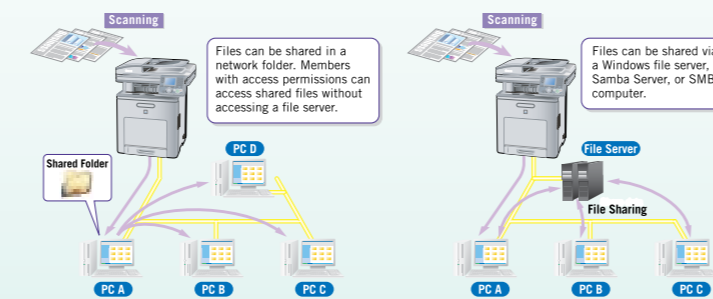 Scanning
Files can be shared in a
network folder. Members
with access permissions can
access shared files without
accessing a file server.
Shared Folder
PC D
PC A
PC B
PC C
Scanning
Files can be shared via
a Windows file server,
Samba Server, or SMB
computer.
File Server
File Sharing
PC A
PC B
PC C